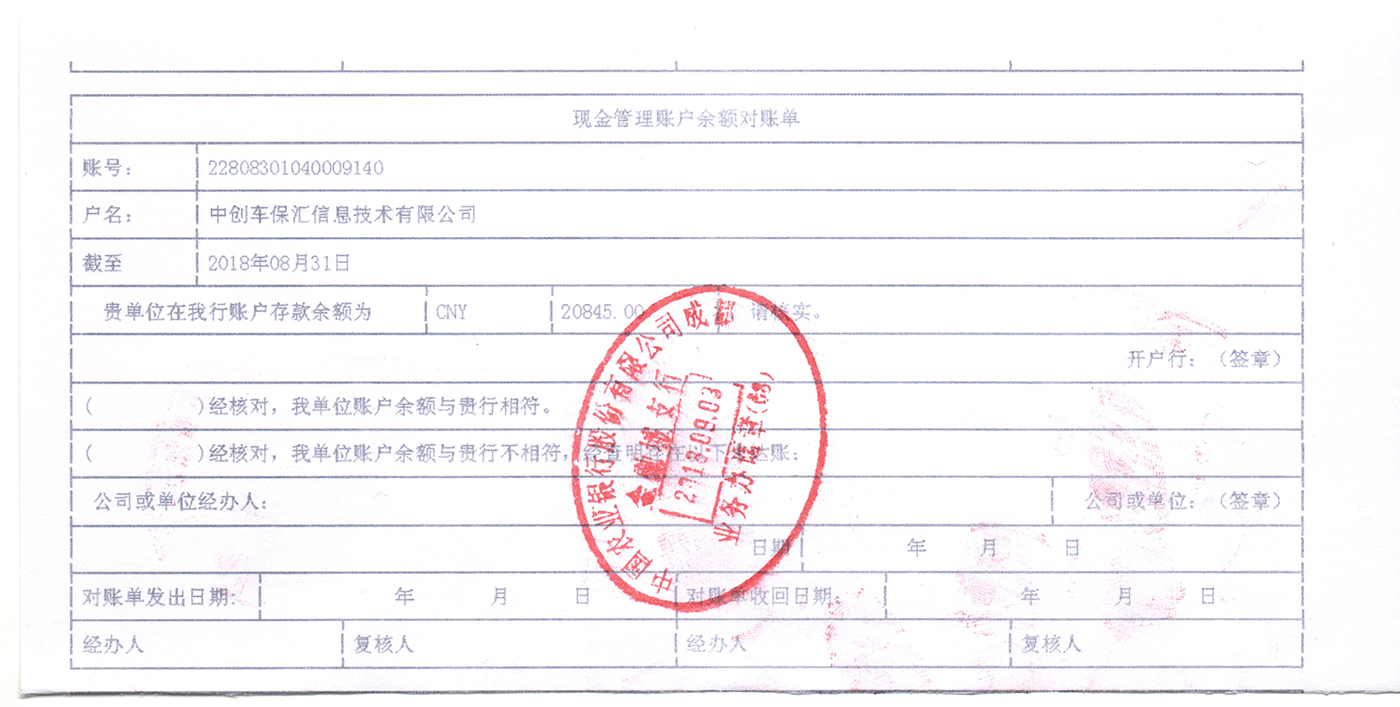 现金管理账户余额对账单
账号: 22808301040009140
户名: 中创车保汇信息技术有限公司
截至 2018年08月31日
贵单位在我行账户存款余额为 CNY 20845.00 请核实。
开户行: (签章)
( )经核对, 我单位账户余额与贵行相符。
( )经核对, 我单位账户余额与贵行不相符, 经查明存在以下未达账:
公司或单位经办人: 公司或单位: (签章)
日期 年 月 日
对账单发出日期: 年 月 日 对账单收回日期: 年 月 日
经办人 复核人 经办人 复核人
中国农业银行股份有限公司成都
金融城支行
2018.09.03
业务办讫章